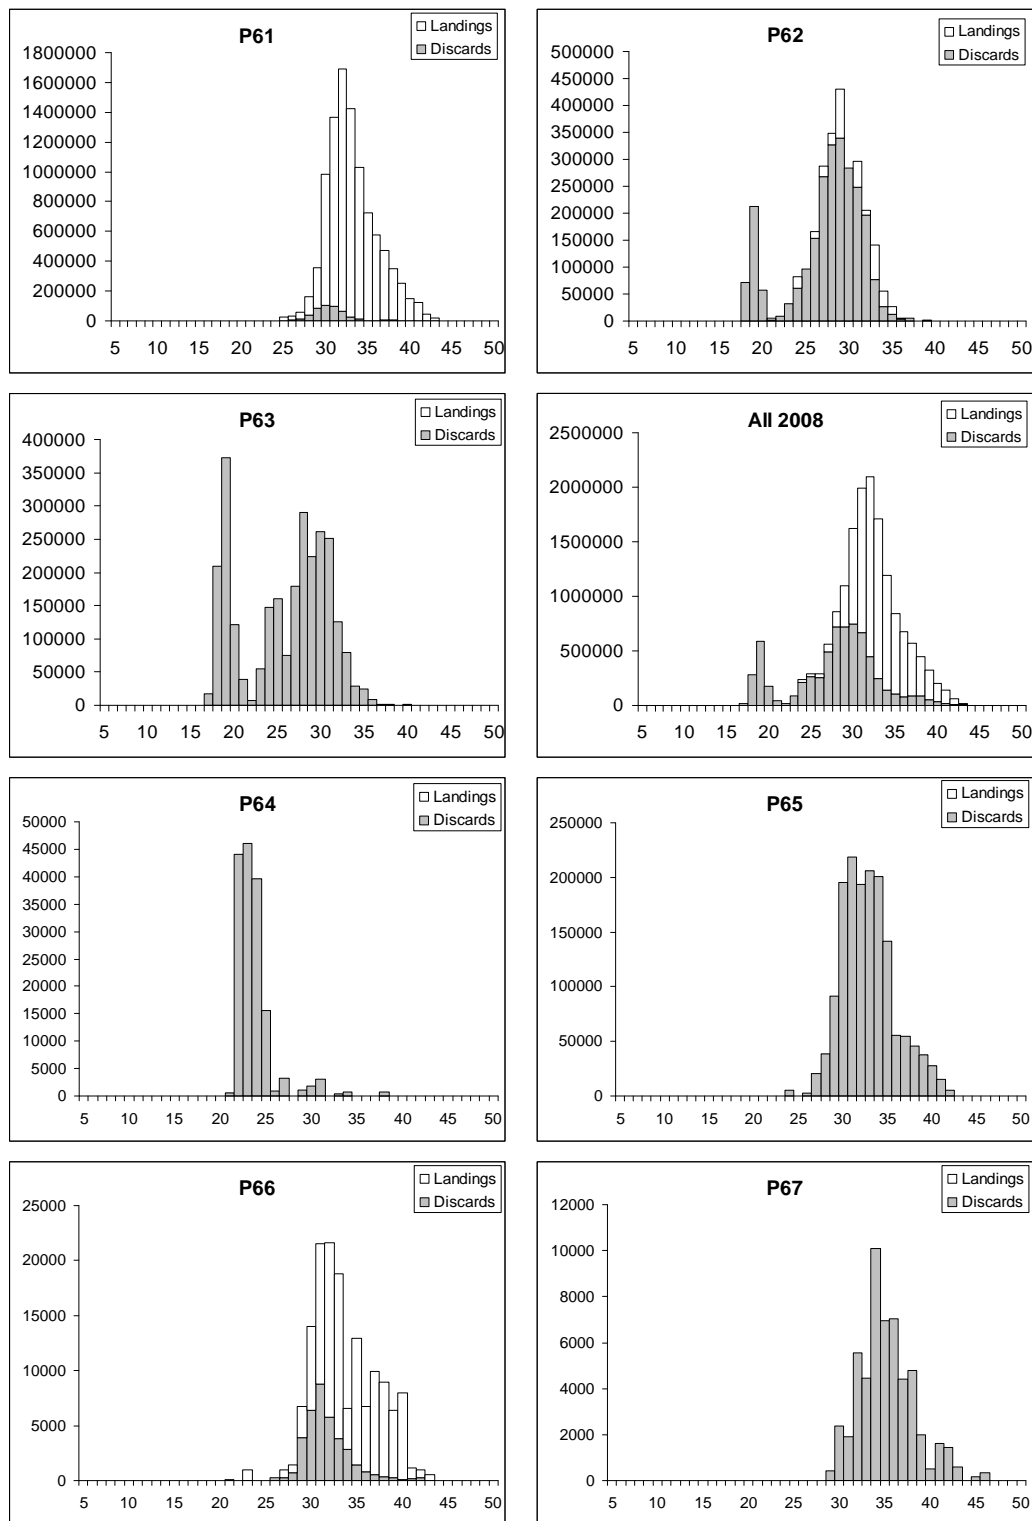 P61
Landings
Discards
1800000
1600000
1400000
1200000
1000000
800000
600000
400000
200000
0
5 10 15 20 25 30 35 40 45 50
P62
Landings
Discards
500000
450000
400000
350000
300000
250000
200000
150000
100000
50000
0
5 10 15 20 25 30 35 40 45 50
P63
Landings
Discards
400000
350000
300000
250000
200000
150000
100000
50000
0
5 10 15 20 25 30 35 40 45 50
All 2008
Landings
Discards
2500000
2000000
1500000
1000000
500000
0
5 10 15 20 25 30 35 40 45 50
P64
Landings
Discards
50000
45000
40000
35000
30000
25000
20000
15000
10000
5000
0
5 10 15 20 25 30 35 40 45 50
P65
Landings
Discards
250000
200000
150000
100000
50000
0
5 10 15 20 25 30 35 40 45 50
P66
Landings
Discards
25000
20000
15000
10000
5000
0
5 10 15 20 25 30 35 40 45 50
P67
Landings
Discards
12000
10000
8000
6000
4000
2000
0
5 10 15 20 25 30 35 40 45 50